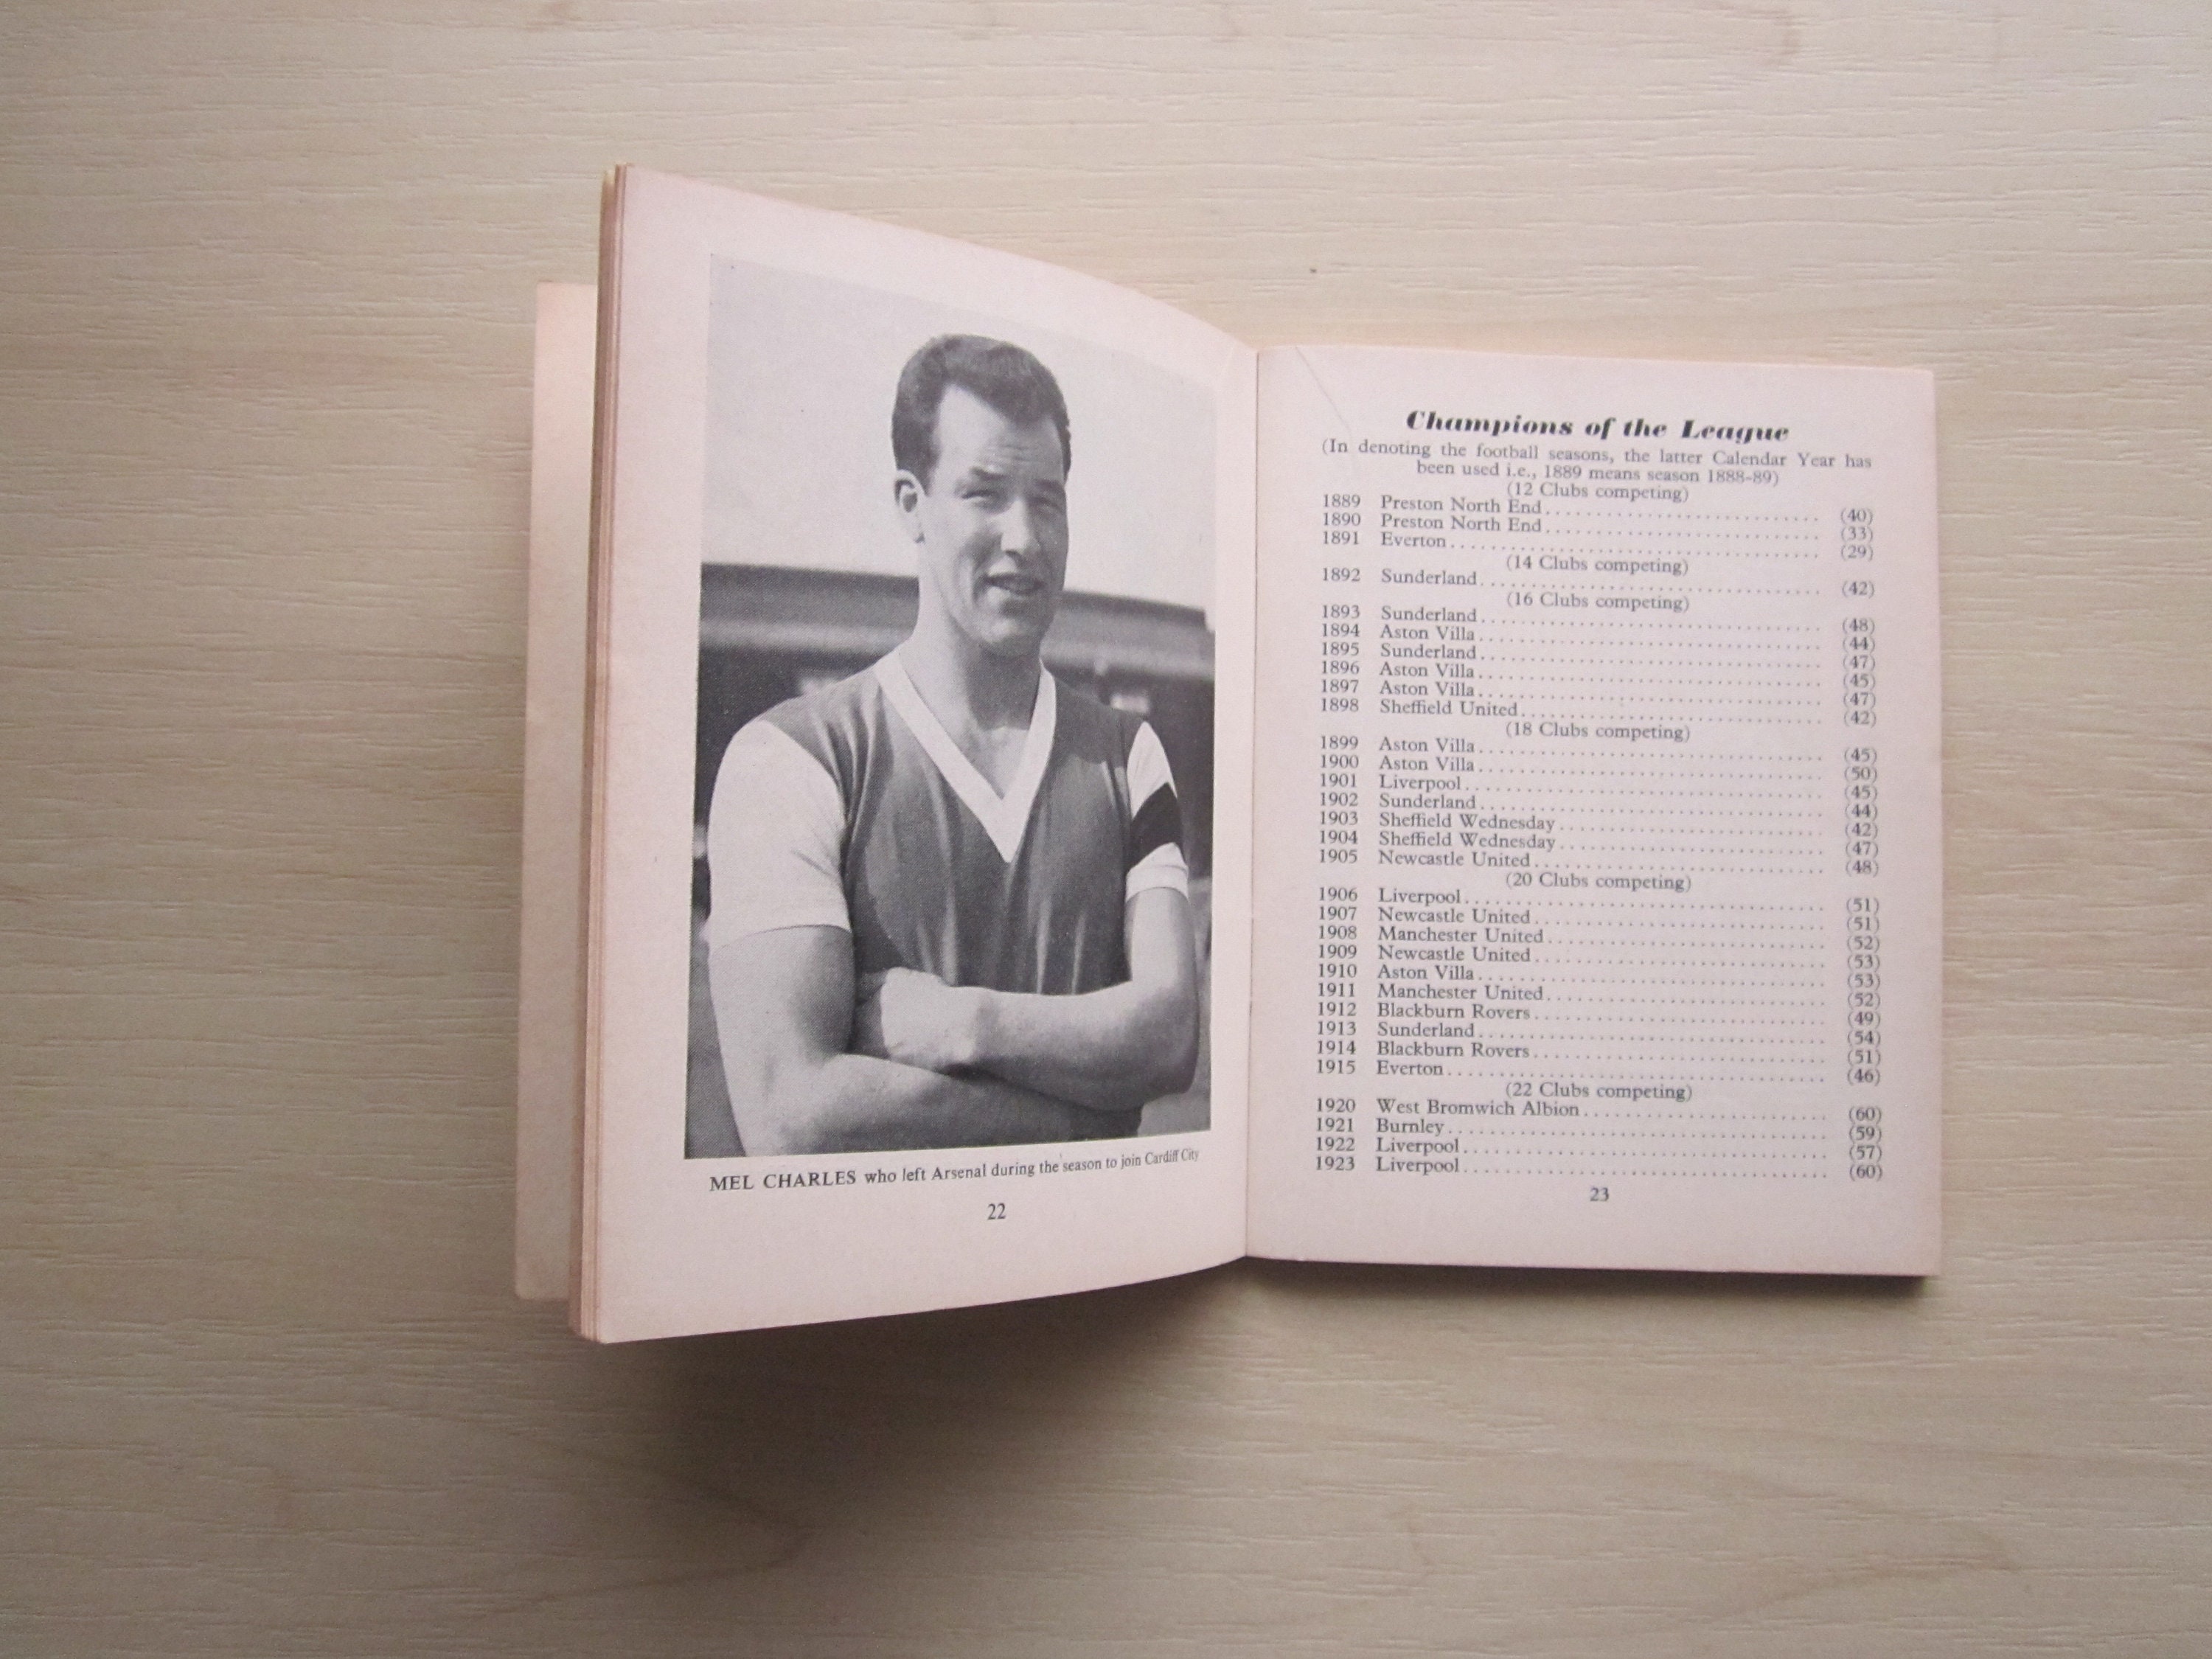 MEL CHARLES who left Arsenal during the season to join Cardiff City
22
Champions of the League
(In denoting the football seasons, the latter Calendar Year has
been used i.e., 1889 means season 1888-89)
(12 Clubs competing)
1889 Preston North End . . . . . . . . . . (40)
1890 Preston North End . . . . . . . . . . (33)
1891 Everton . . . . . . . . . . (29)
(14 Clubs competing)
1892 Sunderland . . . . . . . . . . (42)
(16 Clubs competing)
1893 Sunderland . . . . . . . . . . (48)
1894 Aston Villa . . . . . . . . . . (44)
1895 Sunderland . . . . . . . . . . (47)
1896 Aston Villa . . . . . . . . . . (45)
1897 Aston Villa . . . . . . . . . . (47)
1898 Sheffield United . . . . . . . . . . (42)
(18 Clubs competing)
1899 Aston Villa . . . . . . . . . . (45)
1900 Aston Villa . . . . . . . . . . (50)
1901 Liverpool . . . . . . . . . . (45)
1902 Sunderland . . . . . . . . . . (44)
1903 Sheffield Wednesday . . . . . . . . . . (42)
1904 Sheffield Wednesday . . . . . . . . . . (47)
1905 Newcastle United . . . . . . . . . . (48)
(20 Clubs competing)
1906 Liverpool . . . . . . . . . . (51)
1907 Newcastle United . . . . . . . . . . (51)
1908 Manchester United . . . . . . . . . . (52)
1909 Newcastle United . . . . . . . . . . (53)
1910 Aston Villa . . . . . . . . . . (53)
1911 Manchester United . . . . . . . . . . (52)
1912 Blackburn Rovers . . . . . . . . . . (49)
1913 Sunderland . . . . . . . . . . (54)
1914 Blackburn Rovers . . . . . . . . . . (51)
1915 Everton . . . . . . . . . . (46)
(22 Clubs competing)
1920 West Bromwich Albion . . . . . . . . . . (60)
1921 Burnley . . . . . . . . . . (59)
1922 Liverpool . . . . . . . . . . (57)
1923 Liverpool . . . . . . . . . . (60)
23